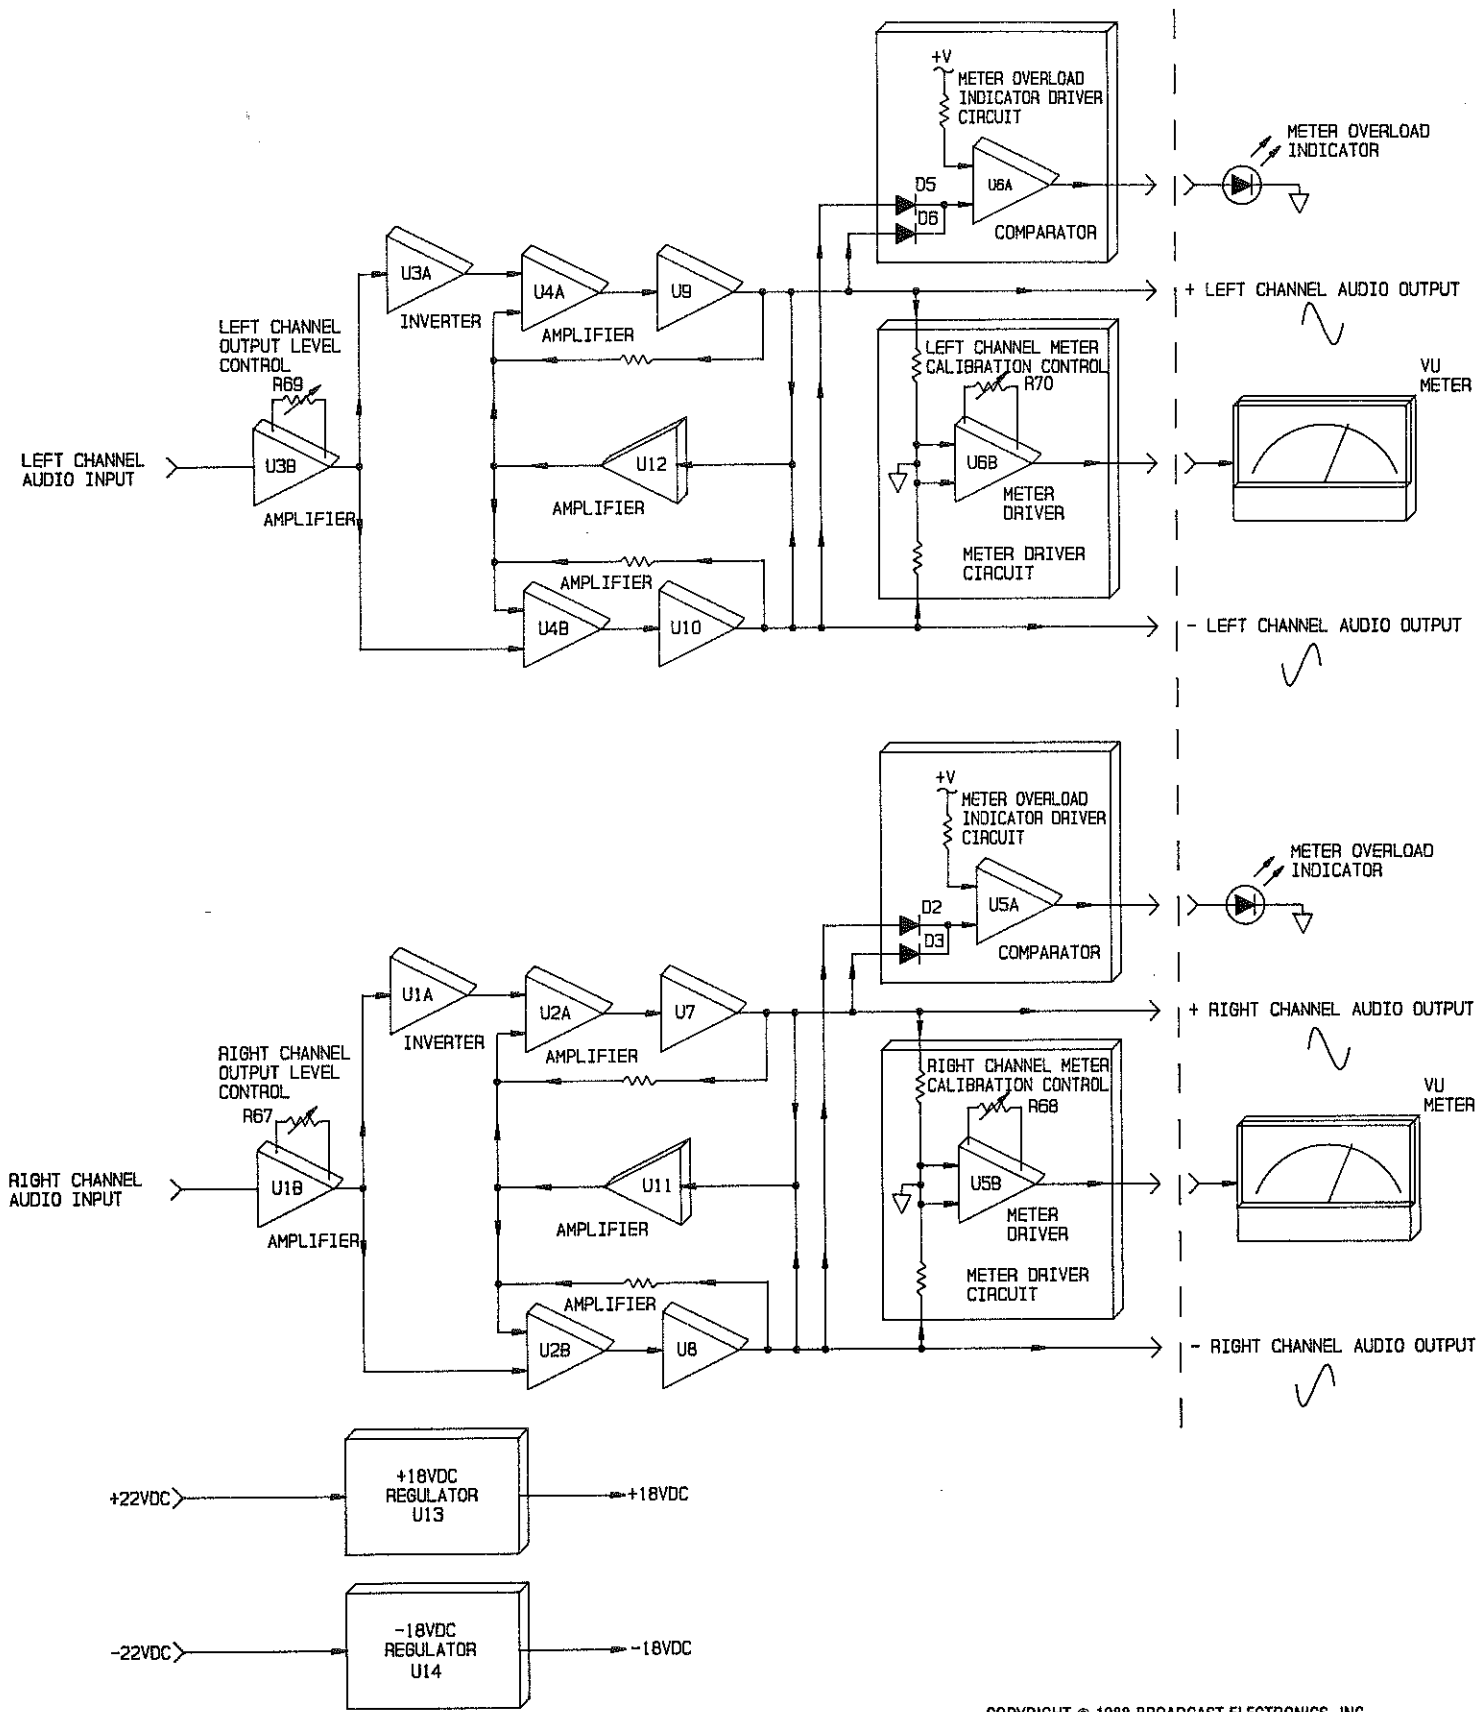 +V
METER OVERLOAD
INDICATOR DRIVER
CIRCUIT
METER OVERLOAD
INDICATOR
D5
U6A
D6
COMPARATOR
U3A
INVERTER
U4A
AMPLIFIER
U9
+ LEFT CHANNEL AUDIO OUTPUT
LEFT CHANNEL
OUTPUT LEVEL
CONTROL
R69
LEFT CHANNEL METER
CALIBRATION CONTROL
R70
VU
METER
LEFT CHANNEL
AUDIO INPUT
U3B
AMPLIFIER
U12
AMPLIFIER
U6B
METER
DRIVER
METER DRIVER
CIRCUIT
AMPLIFIER
U4B
U10
- LEFT CHANNEL AUDIO OUTPUT
+V
METER OVERLOAD
INDICATOR DRIVER
CIRCUIT
METER OVERLOAD
INDICATOR
D2
U5A
D3
COMPARATOR
U1A
INVERTER
U2A
AMPLIFIER
U7
+ RIGHT CHANNEL AUDIO OUTPUT
RIGHT CHANNEL
OUTPUT LEVEL
CONTROL
R67
RIGHT CHANNEL METER
CALIBRATION CONTROL
R68
VU
METER
RIGHT CHANNEL
AUDIO INPUT
U1B
AMPLIFIER
U11
AMPLIFIER
U5B
METER
DRIVER
METER DRIVER
CIRCUIT
AMPLIFIER
U2B
U8
- RIGHT CHANNEL AUDIO OUTPUT
+22VDC
+18VDC
REGULATOR
U13
+18VDC
-22VDC
-18VDC
REGULATOR
U14
-18VDC